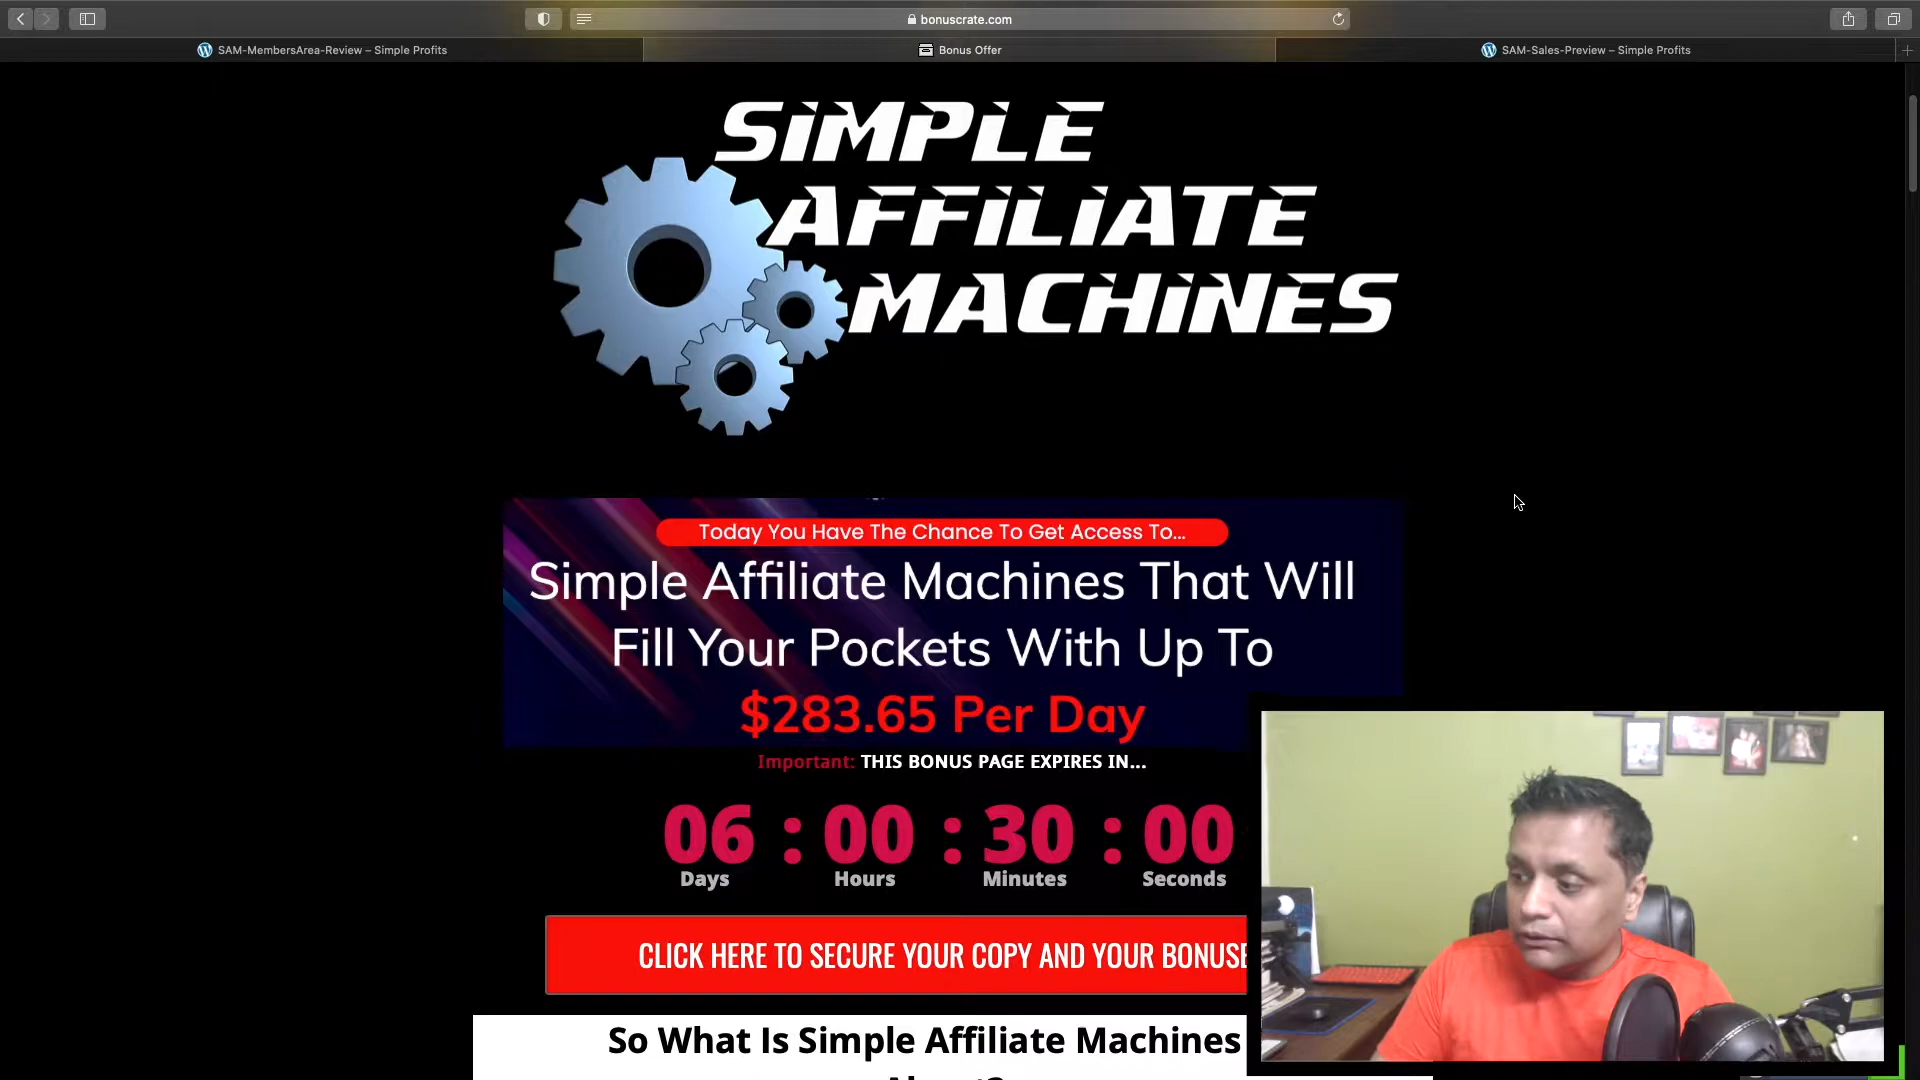 bonuscrate.com
SAM-MembersArea-Review – Simple Profits
Bonus Offer
SAM-Sales-Preview – Simple Profits
SIMPLE
AFFILIATE
MACHINES
Today You Have The Chance To Get Access To...
Simple Affiliate Machines That Will
Fill Your Pockets With Up To
$283.65 Per Day
Important: THIS BONUS PAGE EXPIRES IN...
06 : 00 : 30 : 00
Days Hours Minutes Seconds
CLICK HERE TO SECURE YOUR COPY AND YOUR BONUSE
So What Is Simple Affiliate Machines